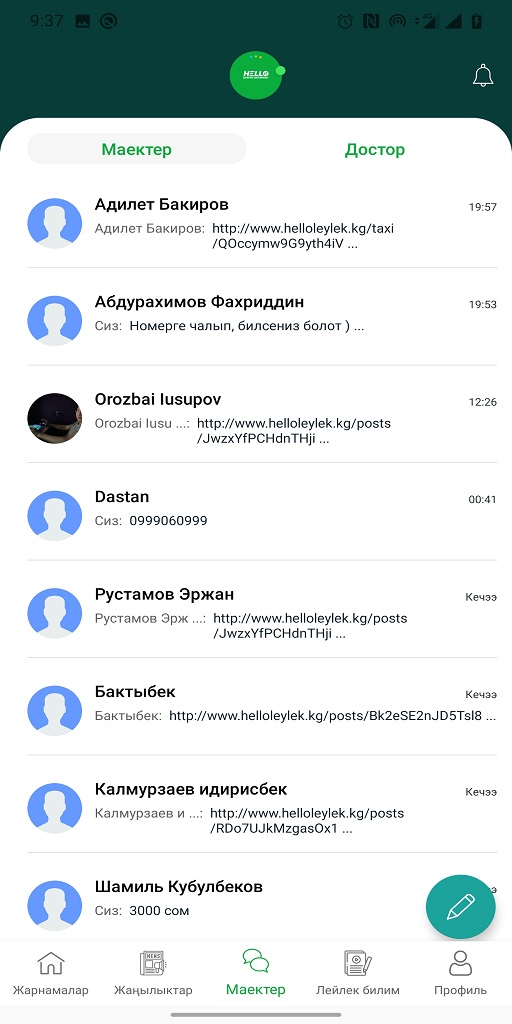 9:37
4G
HELLO
Маектер
Достор
Адилет Бакиров
19:57
Адилет Бакиров: http://www.helloleylek.kg/taxi
/QOccymw9G9yth4iV ...
Абдурахимов Фахриддин
19:53
Сиз: Номерге чалып, билсениз болот ) ...
Orozbai Iusupov
12:26
Orozbai Iusu ...: http://www.helloleylek.kg/posts
/JwzxYfPCHdnTHji ...
Dastan
00:41
Сиз: 0999060999
Рустамов Эржан
Кечээ
Рустамов Эрж ...: http://www.helloleylek.kg/posts
/JwzxYfPCHdnTHji ...
Бактыбек
Кечээ
Бактыбек: http://www.helloleylek.kg/posts/Bk2eSE2nJD5Tsl8 ...
Калмурзаев идирисбек
Кечээ
Калмурзаев и ...: http://www.helloleylek.kg/posts
/RDo7UJkMzgasOx1 ...
Шамиль Кубулбеков
Сиз: 3000 сом
NEWS
Жарнамалар
Жаңылыктар
Маектер
Лейлек билим
Профиль